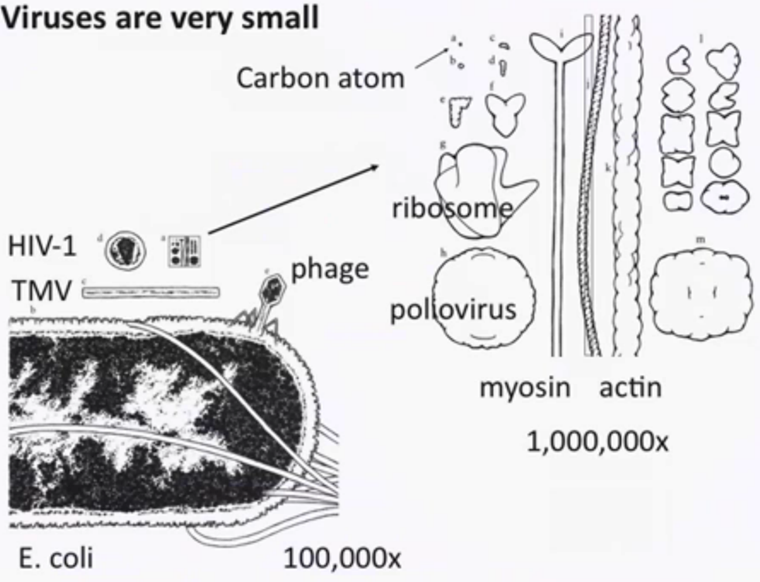 Viruses are very small
Carbon atom
a
b
c
d
e
f
g
ribosome
h
poliovirus
i
j
k
l
m
myosin actin
1,000,000x
HIV-1
d
a
TMV
c
e
phage
b
E. coli
100,000x